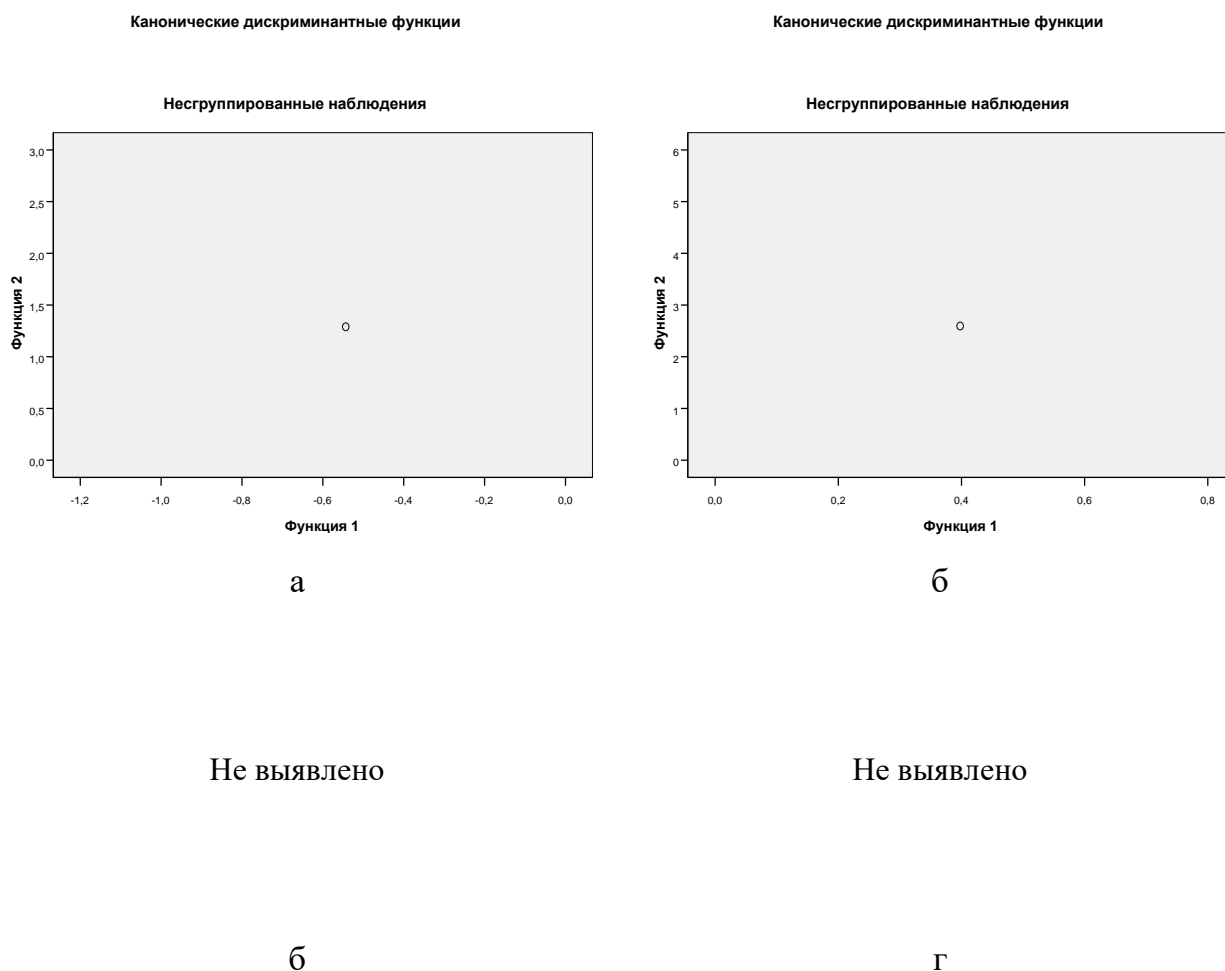 Канонические дискриминантные функции
Несгруппированные наблюдения
3,0
2,5
2,0
1,5
1,0
0,5
0,0
Функция 2
-1,2 -1,0 -0,8 -0,6 -0,4 -0,2 0,0
Функция 1
а
Канонические дискриминантные функции
Несгруппированные наблюдения
6
5
4
3
2
1
0
Функция 2
0,0 0,2 0,4 0,6 0,8
Функция 1
б
Не выявлено
б
Не выявлено
г